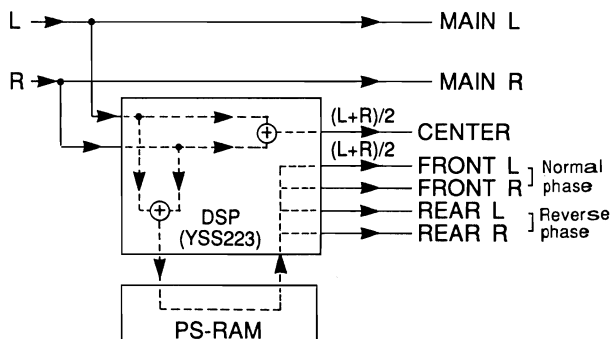 L MAIN L
R MAIN R
(L+R)/2
CENTER
(L+R)/2
FRONT L
FRONT R
] Normal phase
REAR L
REAR R
] Reverse phase
DSP
(YSS223)
PS-RAM